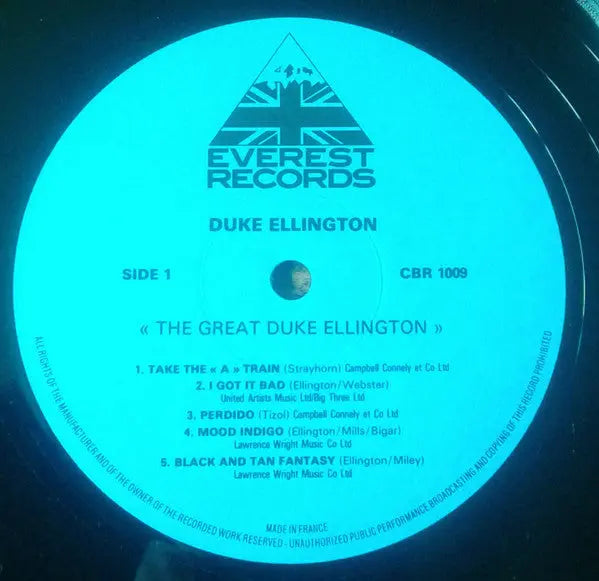 EVEREST
RECORDS
DUKE ELLINGTON
SIDE 1
CBR 1009
« THE GREAT DUKE ELLINGTON »
1. TAKE THE « A » TRAIN (Strayhorn) Campbell Connely et Co Ltd
2. I GOT IT BAD (Ellington/Webster)
United Artists Music Ltd/Big Three Ltd
3. PERDIDO (Tizol) Campbell Connely et Co Ltd
4. MOOD INDIGO (Ellington/Mills/Bigar)
Lawrence Wright Music Co Ltd
5. BLACK AND TAN FANTASY (Ellington/Miley)
Lawrence Wright Music Co Ltd
MADE IN FRANCE
ALL RIGHTS OF THE MANUFACTURER AND OF THE OWNER OF THE RECORDED WORK RESERVED - UNAUTHORIZED PUBLIC PERFORMANCE BROADCASTING AND COPYING OF THIS RECORD PROHIBITED